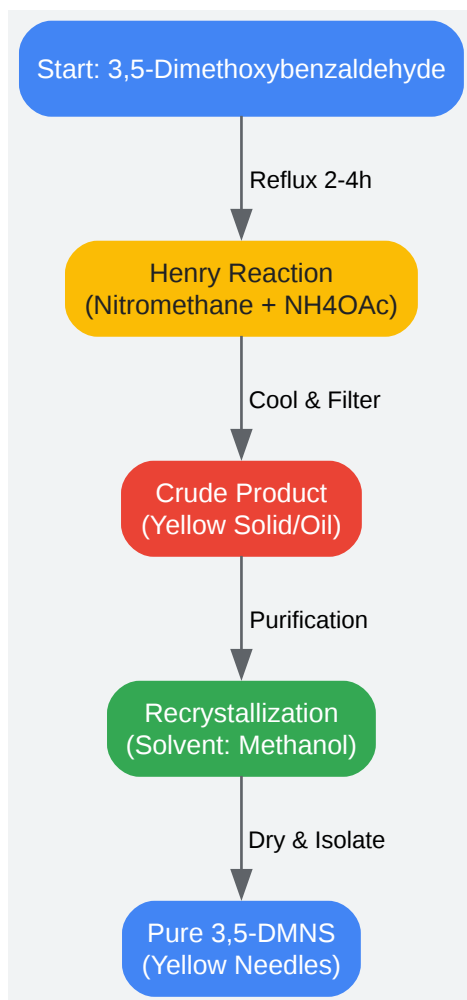 Start: 3,5-Dimethoxybenzaldehyde
Reflux 2-4h
Henry Reaction
(Nitromethane + NH4OAc)
Cool & Filter
Crude Product
(Yellow Solid/Oil)
Purification
Recrystallization
(Solvent: Methanol)
Dry & Isolate
Pure 3,5-DMNS
(Yellow Needles)